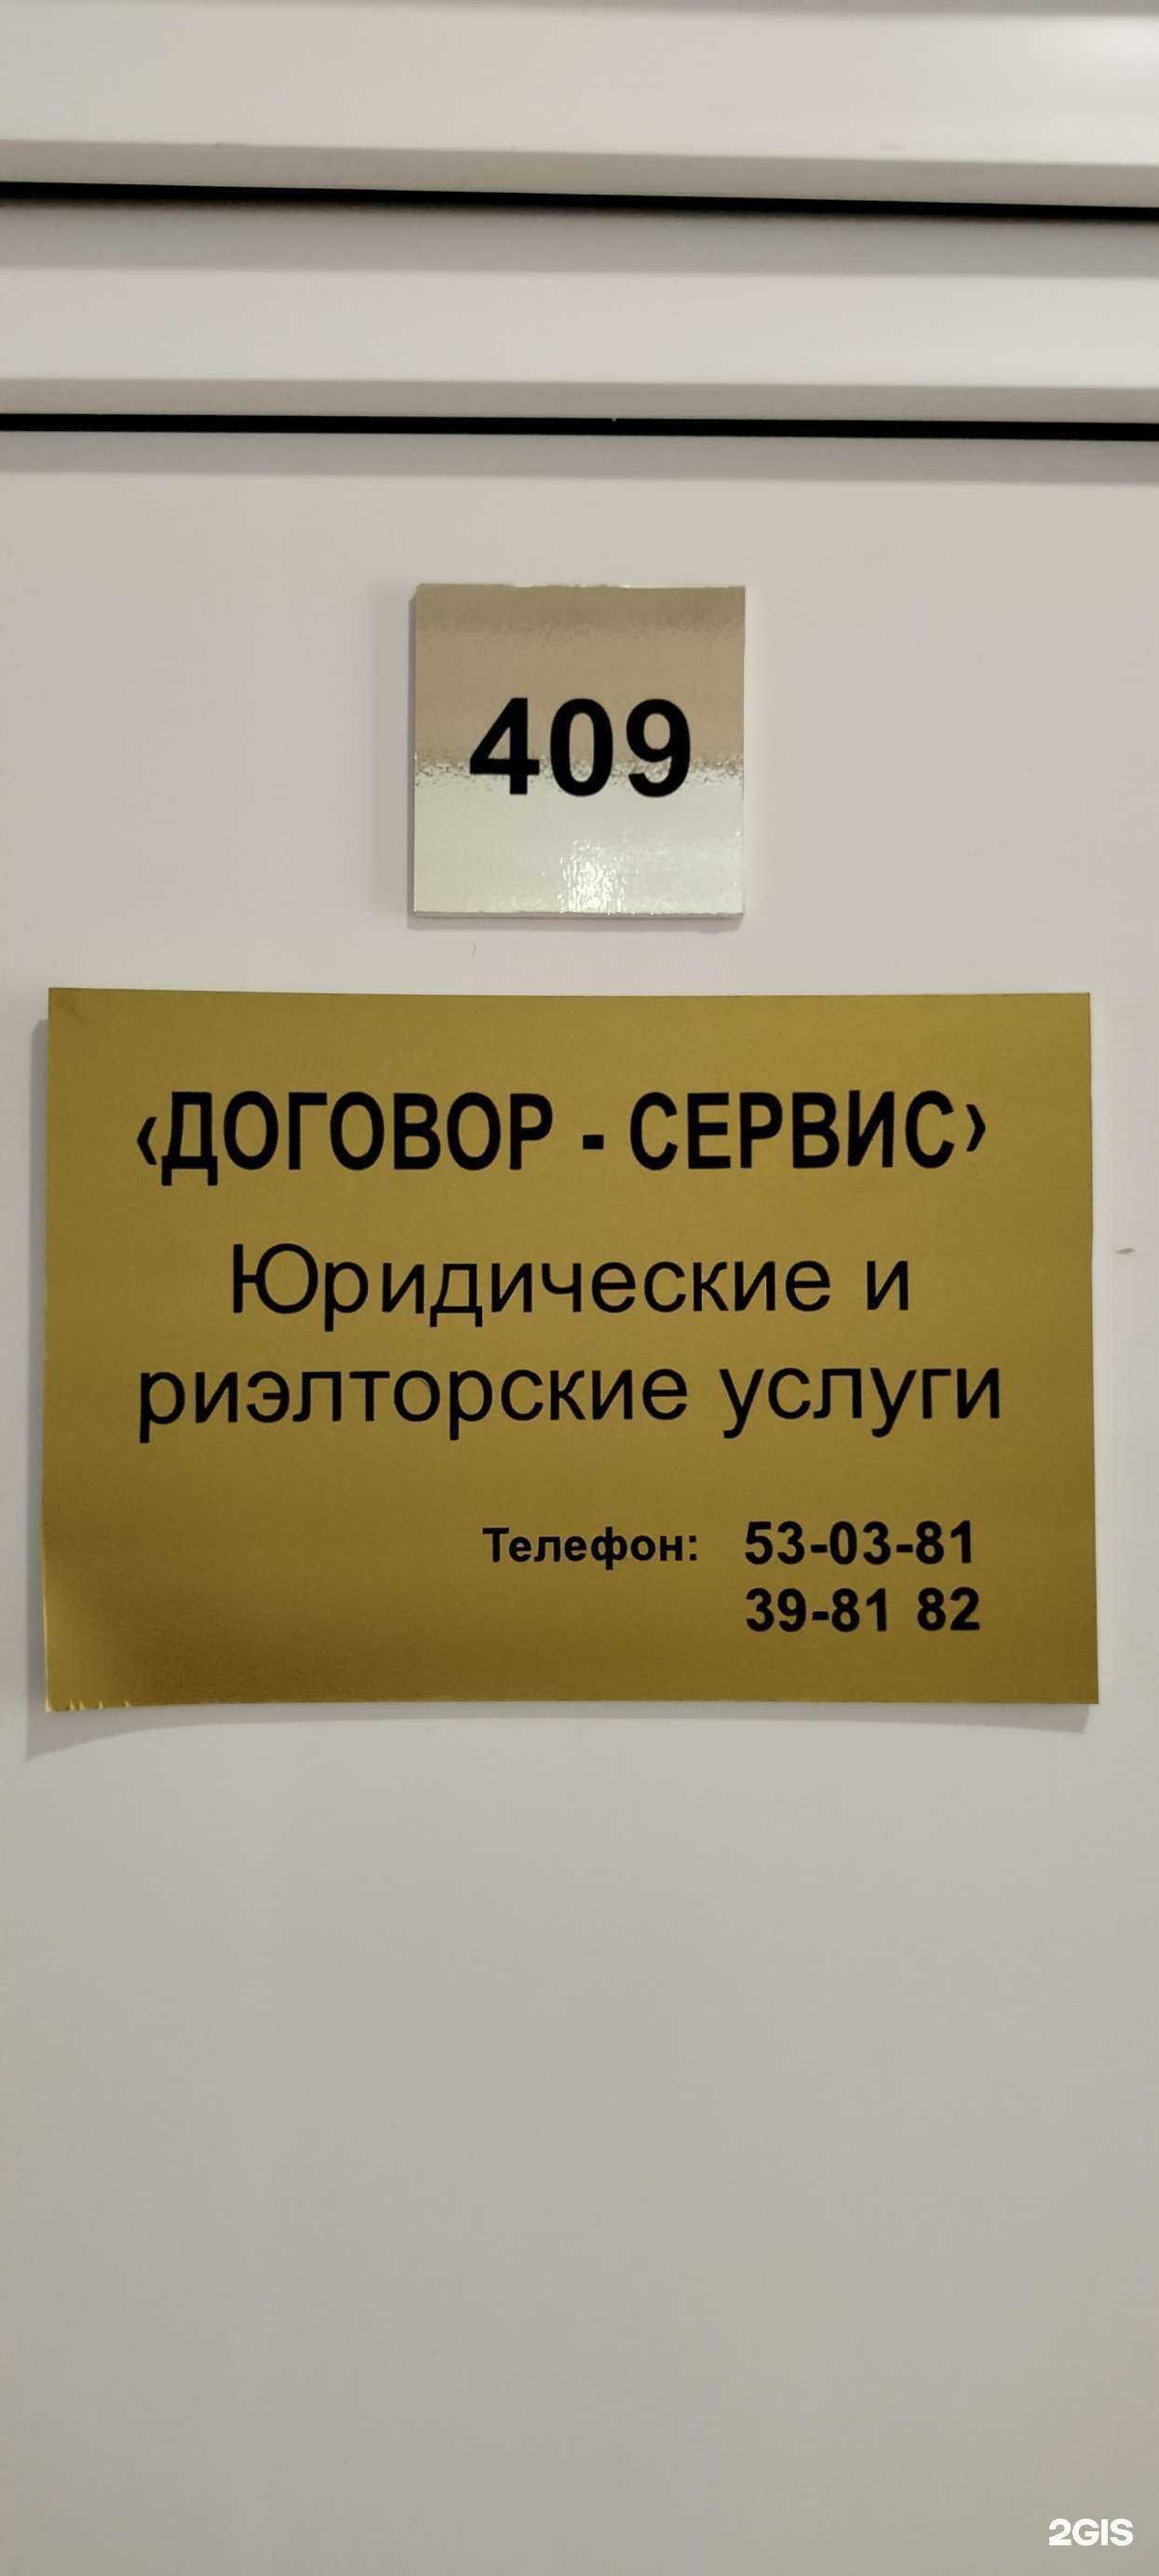 409
‹ДОГОВОР - СЕРВИС›
Юридические и
риэлторские услуги
Телефон: 53-03-81
39-81 82
2GIS